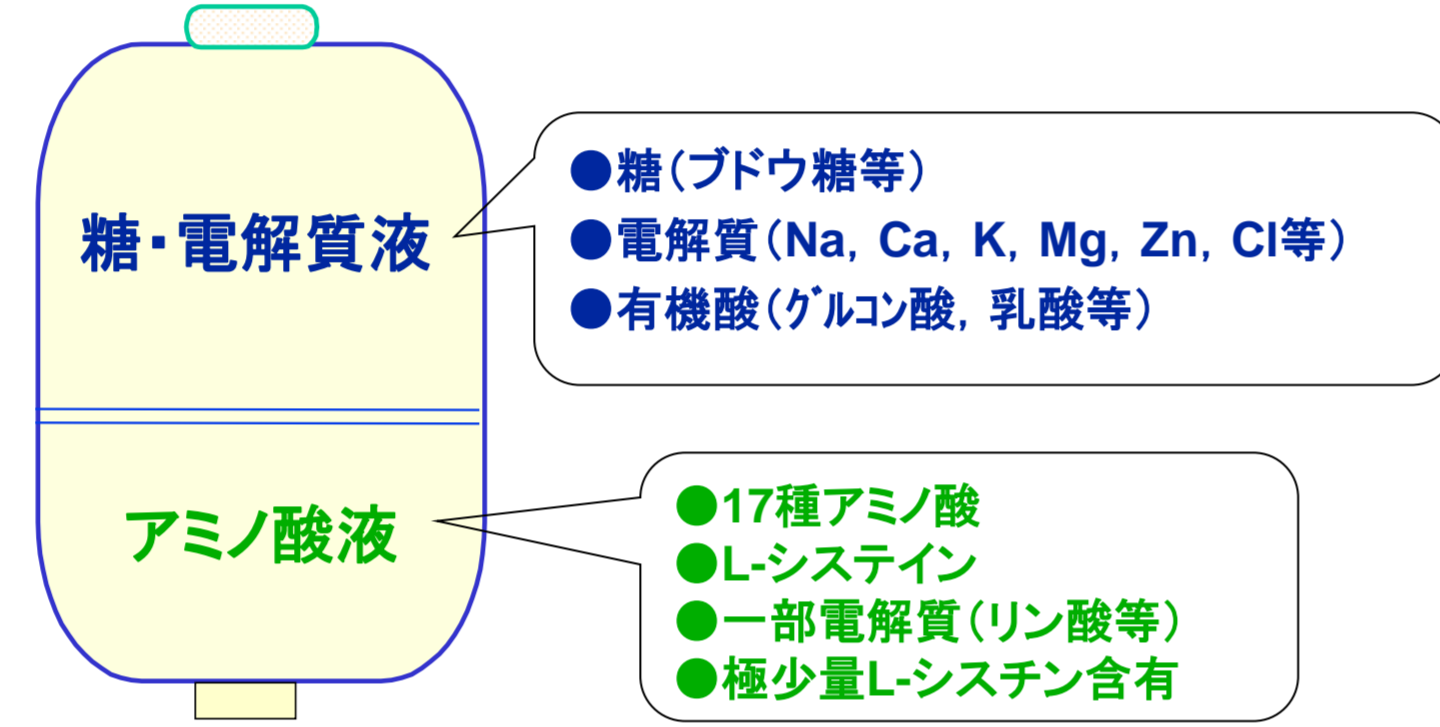 糖・電解質液
●糖(ブドウ糖等)
●電解質(Na, Ca, K, Mg, Zn, Cl等)
●有機酸(グルコン酸, 乳酸等)
アミノ酸液
●17種アミノ酸
●L-システイン
●一部電解質(リン酸等)
●極少量L-シスチン含有